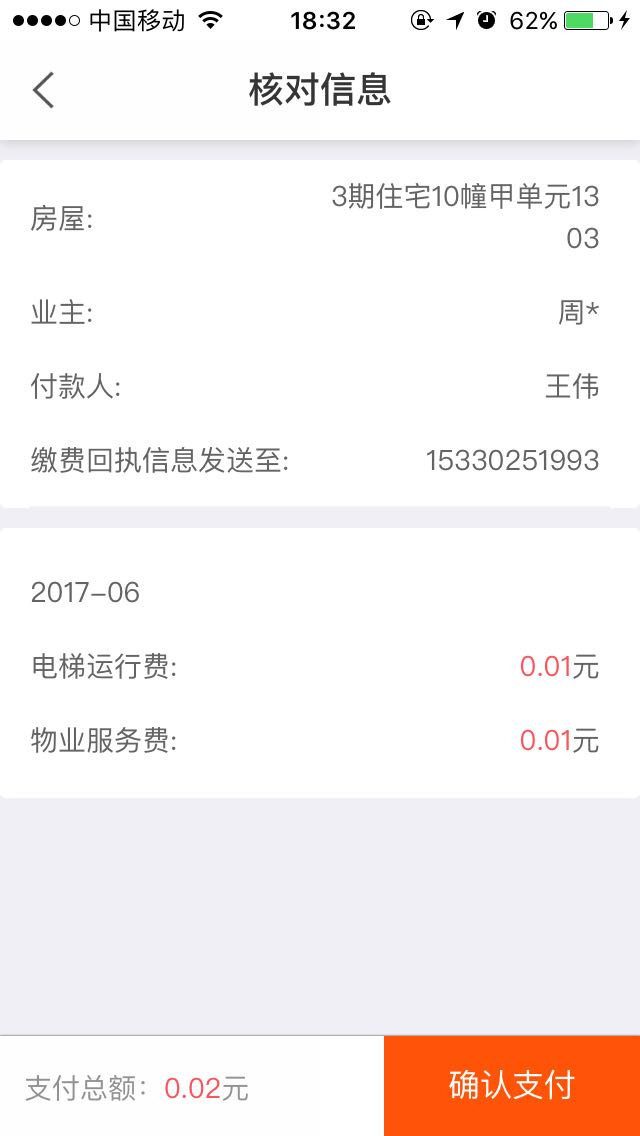 中国移动 18:32 62%
核对信息
房屋: 3期住宅10幢甲单元13
03
业主: 周*
付款人: 王伟
缴费回执信息发送至: 15330251993
2017-06
电梯运行费: 0.01元
物业服务费: 0.01元
支付总额: 0.02元 确认支付